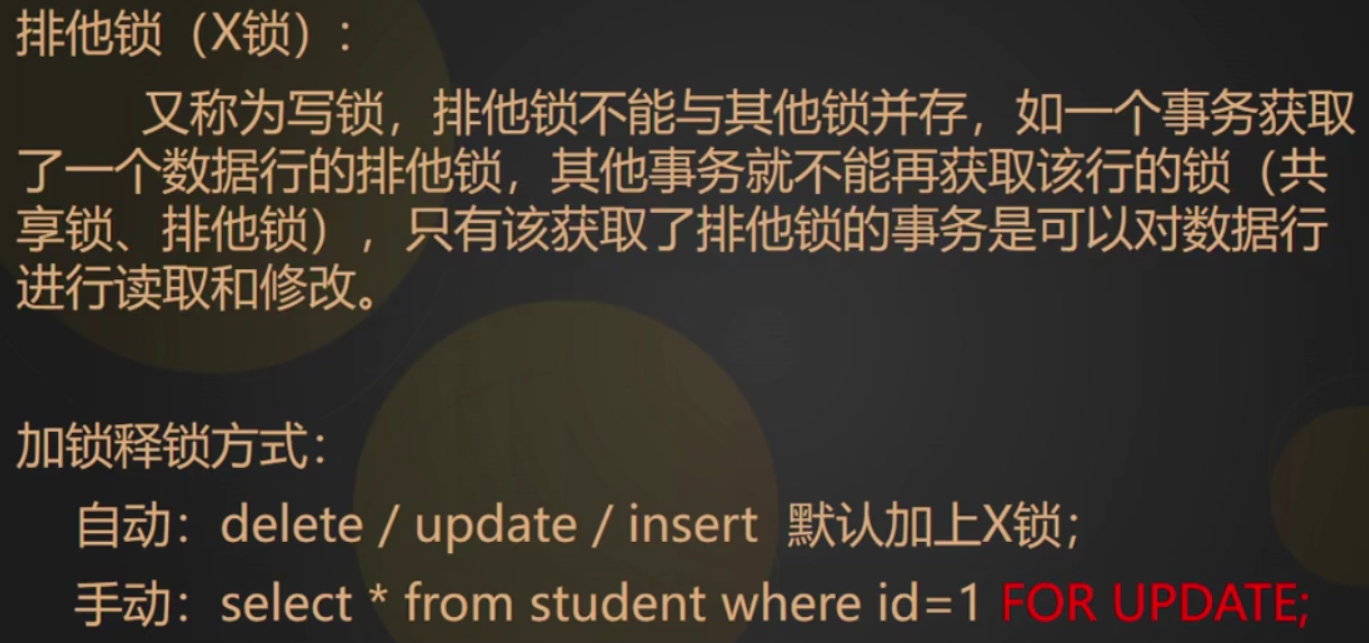 排他锁（X锁）：
又称为写锁，排他锁不能与其他锁并存，如一个事务获取
了一个数据行的排他锁，其他事务就不能再获取该行的锁（共
享锁、排他锁），只有该获取了排他锁的事务是可以对数据行
进行读取和修改。
加锁释锁方式：
自动：delete / update / insert 默认加上X锁；
手动：select * from student where id=1 FOR UPDATE;